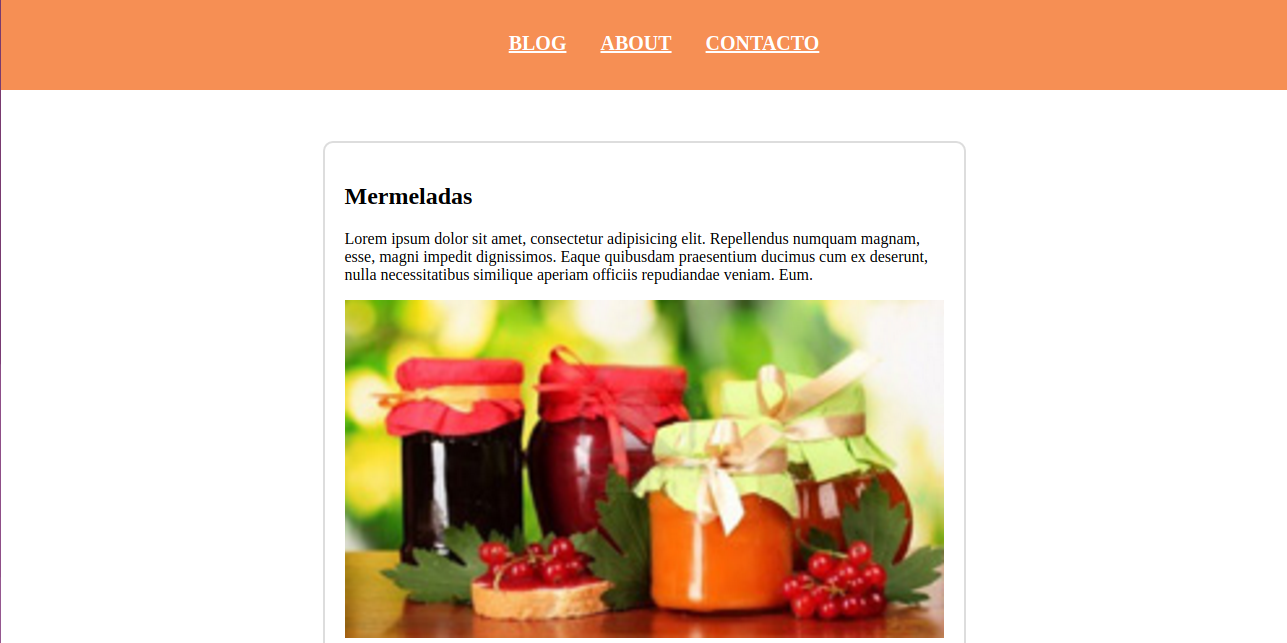 BLOG ABOUT CONTACTO
Mermeladas
Lorem ipsum dolor sit amet, consectetur adipisicing elit. Repellendus numquam magnam,
esse, magni impedit dignissimos. Eaque quibusdam praesentium ducimus cum ex deserunt,
nulla necessitatibus similique aperiam officiis repudiandae veniam. Eum.